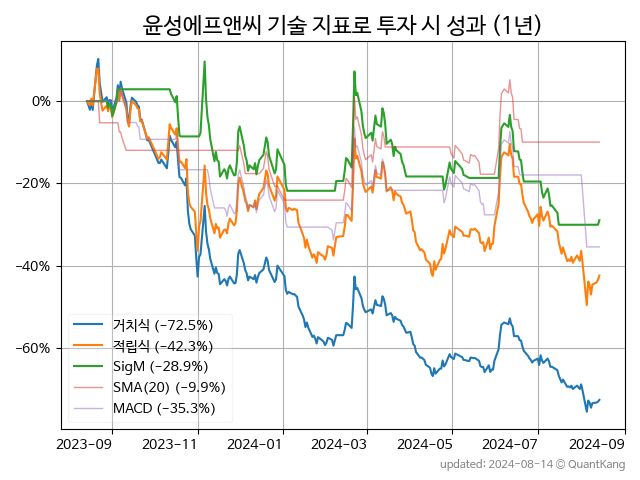 윤성에프앤씨 기술 지표로 투자 시 성과 (1년)
0%
−20%
−40%
−60%
거치식 (−72.5%)
적립식 (−42.3%)
SigM (−28.9%)
SMA(20) (−9.9%)
MACD (−35.3%)
2023-09 2023-11 2024-01 2024-03 2024-05 2024-07 2024-09
updated: 2024-08-14 © QuantKang